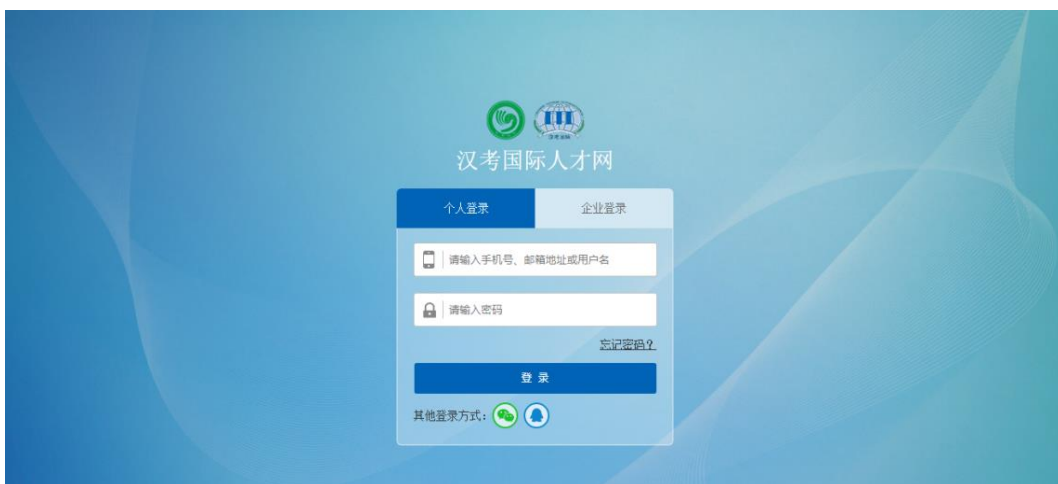 汉考国际人才网
个人登录 企业登录
请输入手机号、邮箱地址或用户名
请输入密码
忘记密码？
登 录
其他登录方式：